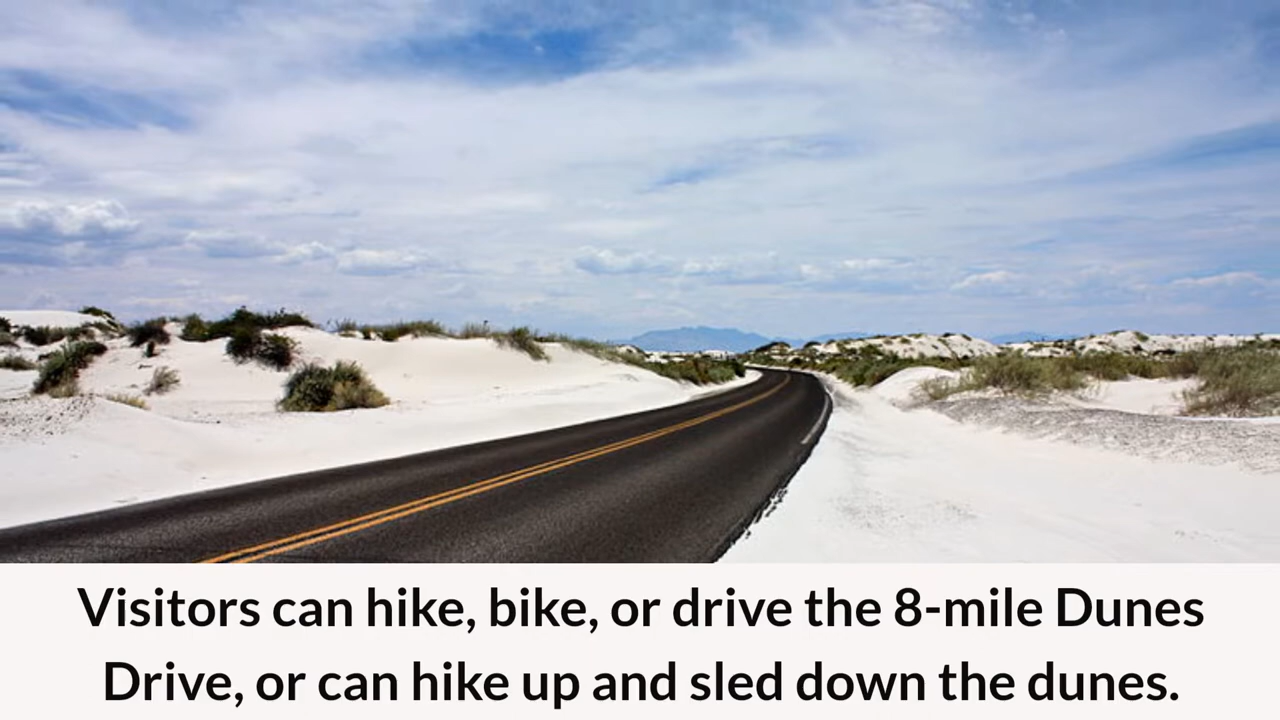 Visitors can hike, bike, or drive the 8-mile Dunes
Drive, or can hike up and sled down the dunes.